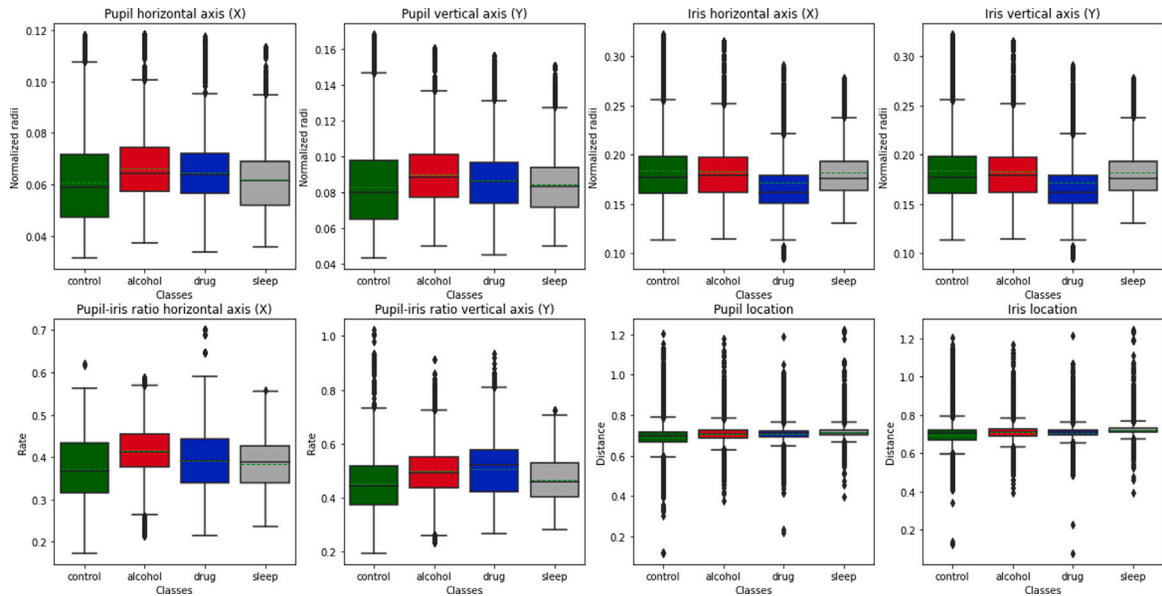 Pupil horizontal axis (X)
Normalized radii
0.12
0.10
0.08
0.06
0.04
control alcohol drug sleep
Classes
Pupil vertical axis (Y)
Normalized radii
0.16
0.14
0.12
0.10
0.08
0.06
0.04
control alcohol drug sleep
Classes
Iris horizontal axis (X)
Normalized radii
0.30
0.25
0.20
0.15
0.10
control alcohol drug sleep
Classes
Iris vertical axis (Y)
Normalized radii
0.30
0.25
0.20
0.15
0.10
control alcohol drug sleep
Classes
Pupil-iris ratio horizontal axis (X)
Rate
0.7
0.6
0.5
0.4
0.3
0.2
control alcohol drug sleep
Classes
Pupil-iris ratio vertical axis (Y)
Rate
1.0
0.8
0.6
0.4
0.2
control alcohol drug sleep
Classes
Pupil location
Distance
1.2
1.0
0.8
0.6
0.4
0.2
control alcohol drug sleep
Classes
Iris location
Distance
1.2
1.0
0.8
0.6
0.4
0.2
control alcohol drug sleep
Classes